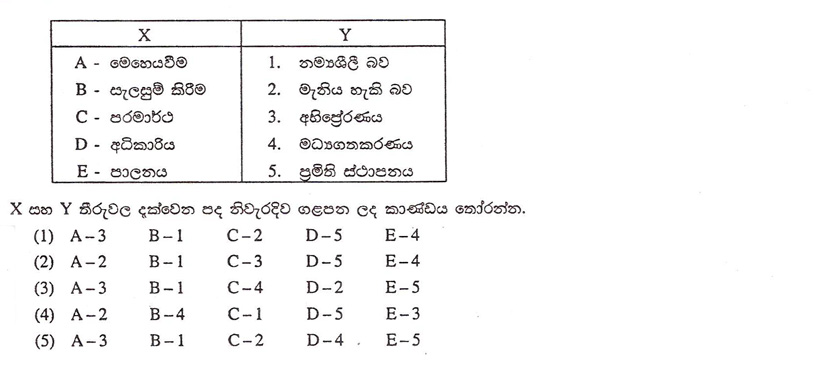 X Y
A - මෙහෙයවීම 1. නම්‍යශීලී බව
B - සැලසුම් කිරීම 2. මැනිය හැකි බව
C - පරමාර්ථ 3. අභිප්‍රේරණය
D - අධිකාරිය 4. මධ්‍යගතකරණය
E - පාලනය 5. ප්‍රමිති ස්ථාපනය
X සහ Y තීරුවල දැක්වෙන පද නිවැරදිව ගළපන ලද කාණ්ඩය තෝරන්න.
(1) A–3 B–1 C–2 D–5 E–4
(2) A–2 B–1 C–3 D–5 E–4
(3) A–3 B–1 C–4 D–2 E–5
(4) A–2 B–4 C–1 D–5 E–3
(5) A–3 B–1 C–2 D–4 E–5